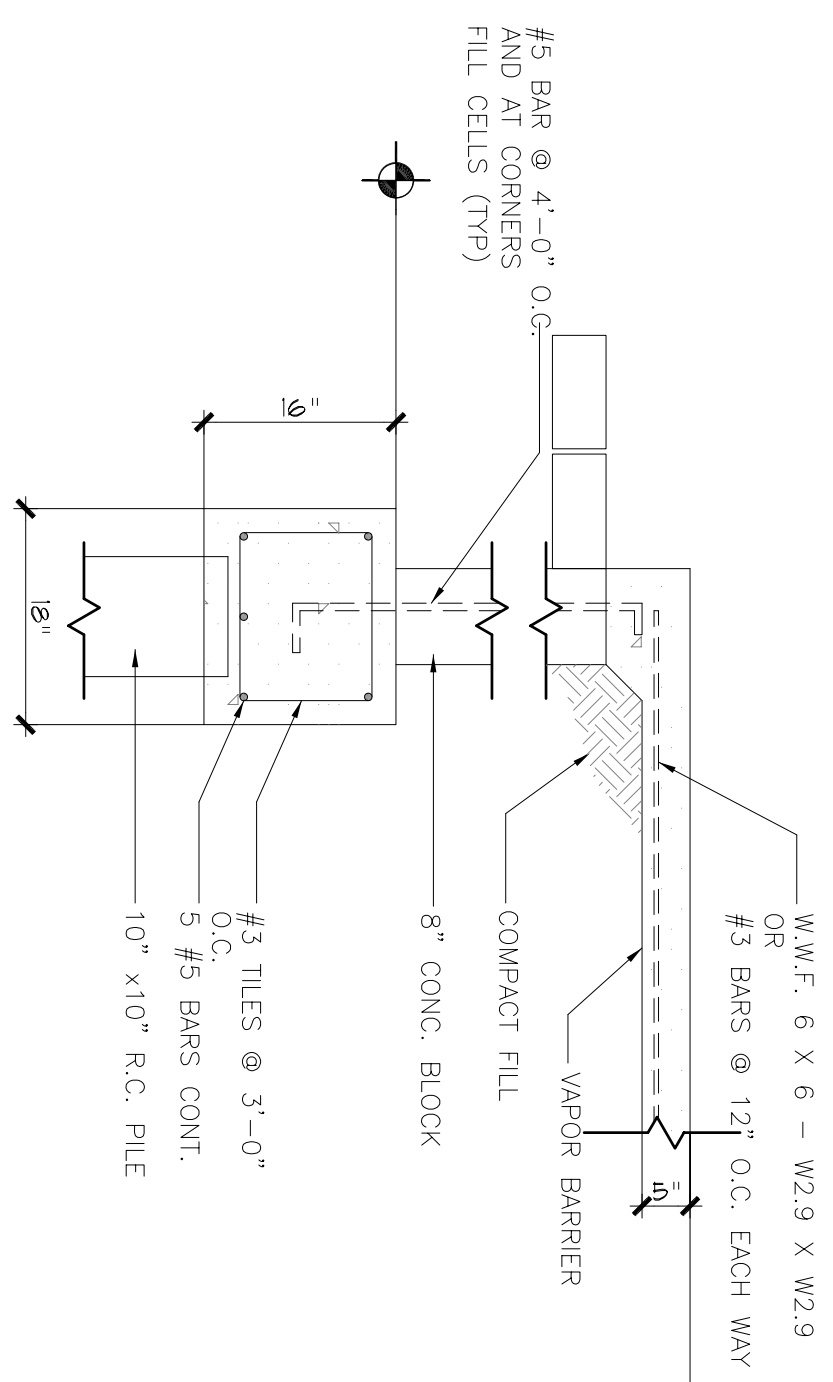 W.W.F. 6 X 6 – W2.9 X W2.9
OR
#3 BARS @ 12" O.C. EACH WAY
5"
VAPOR BARRIER
COMPACT FILL
#5 BAR @ 4'-0" O.C.
AND AT CORNERS
FILL CELLS (TYP)
8" CONC. BLOCK
16"
#3 TILES @ 3'-0"
O.C.
5 #5 BARS CONT.
10" x10" R.C. PILE
18"